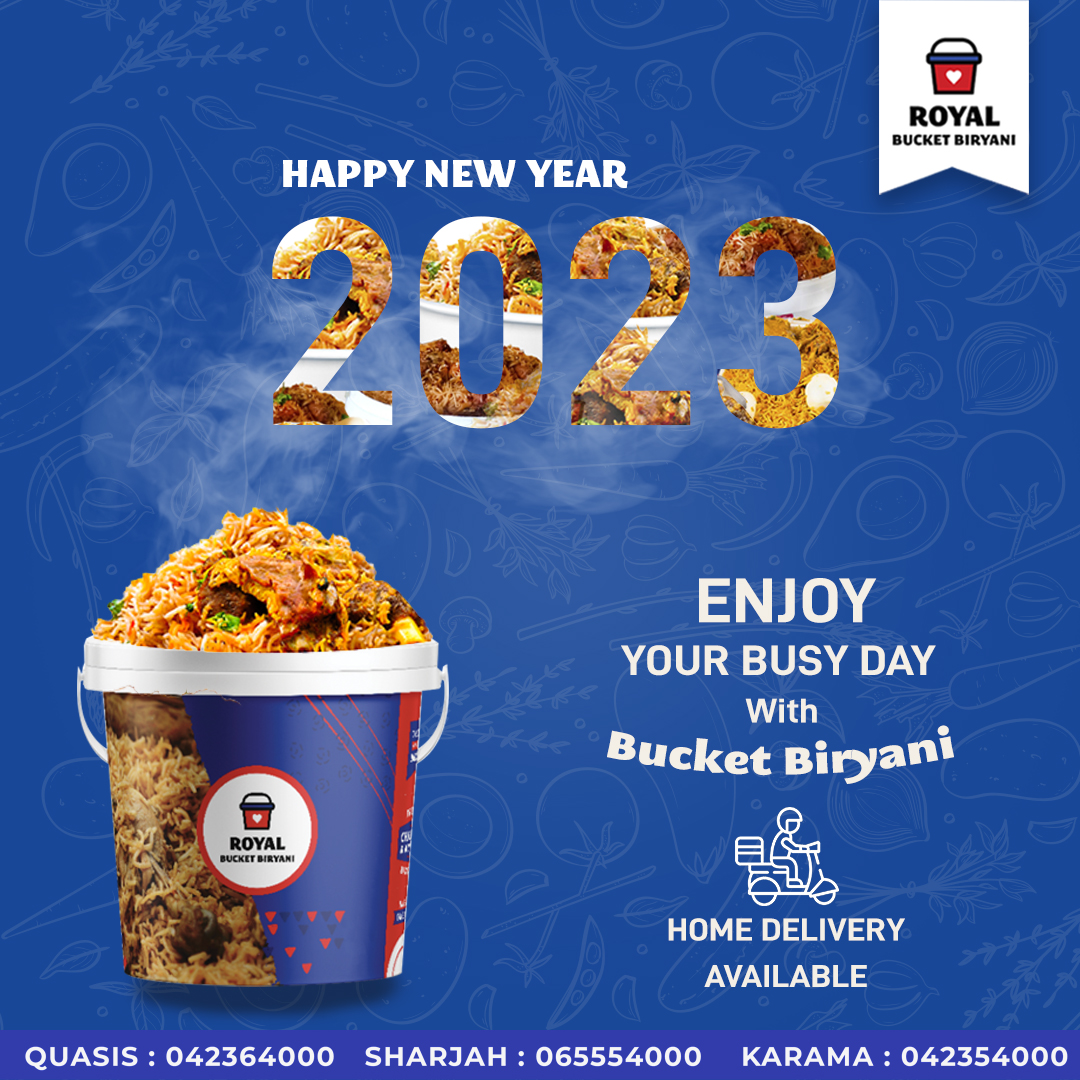 ROYAL
BUCKET BIRYANI
HAPPY NEW YEAR
2023
ENJOY
YOUR BUSY DAY
With
Bucket Biryani
ROYAL
BUCKET BIRYANI
HOME DELIVERY
AVAILABLE
QUASIS : 042364000 SHARJAH : 065554000 KARAMA : 042354000